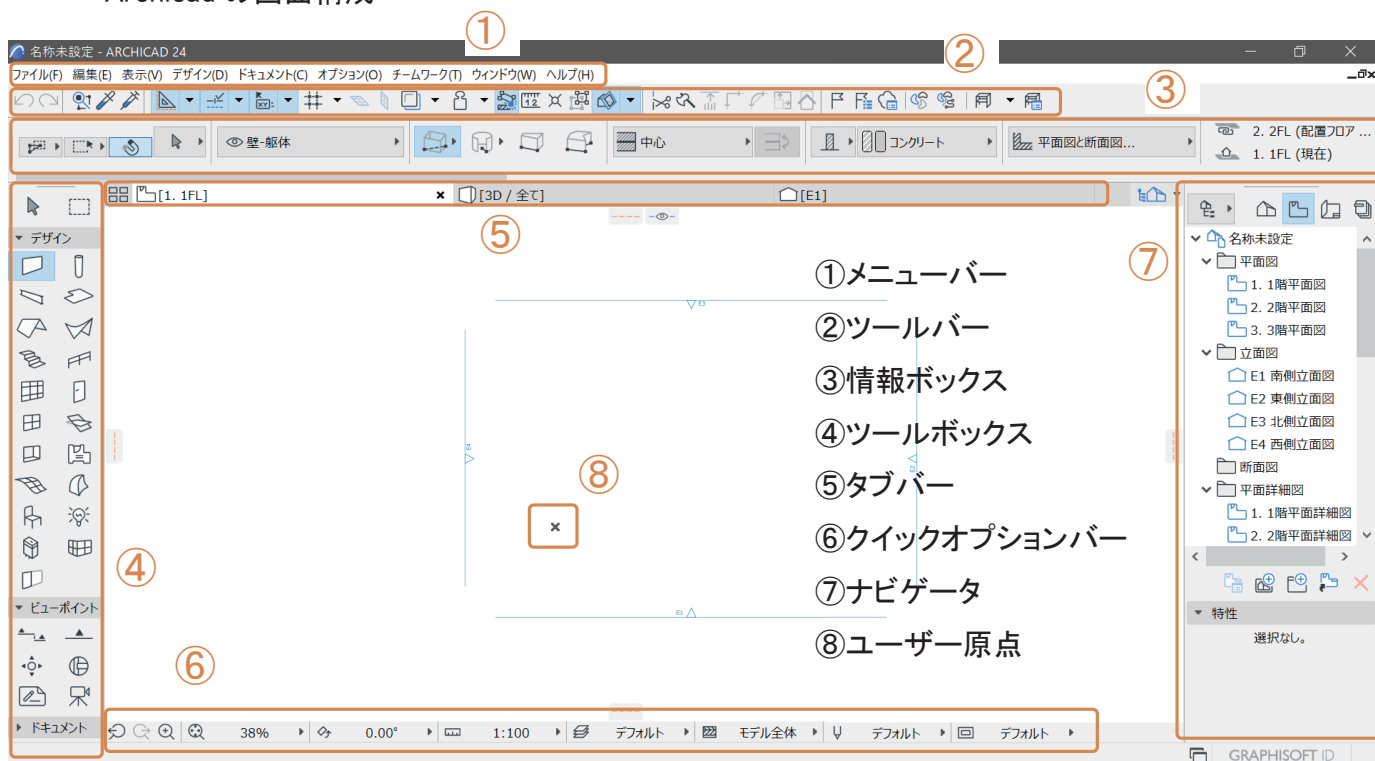 Archicad の画面構成
①
②
③
名称未設定 - ARCHICAD 24
ファイル(F) 編集(E) 表示(V) デザイン(D) ドキュメント(C) オプション(O) チームワーク(T) ウィンドウ(W) ヘルプ(H)
壁-躯体
中心
コンクリート
平面図と断面図...
2. 2FL (配置フロア ...
1. 1FL (現在)
[1. 1FL]
[3D / 全て]
[E1]
⑤
⑦
デザイン
①メニューバー
②ツールバー
③情報ボックス
④ツールボックス
⑤タブバー
⑥クイックオプションバー
⑦ナビゲータ
⑧ユーザー原点
E3
E4
E2
E1
⑧
④
⑥
ビューポイント
ドキュメント
名称未設定
平面図
1. 1階平面図
2. 2階平面図
3. 3階平面図
立面図
E1 南側立面図
E2 東側立面図
E3 北側立面図
E4 西側立面図
断面図
平面詳細図
1. 1階平面詳細図
2. 2階平面詳細図
特性
選択なし。
38% 0.00° 1:100 デフォルト モデル全体 デフォルト デフォルト
GRAPHISOFT ID